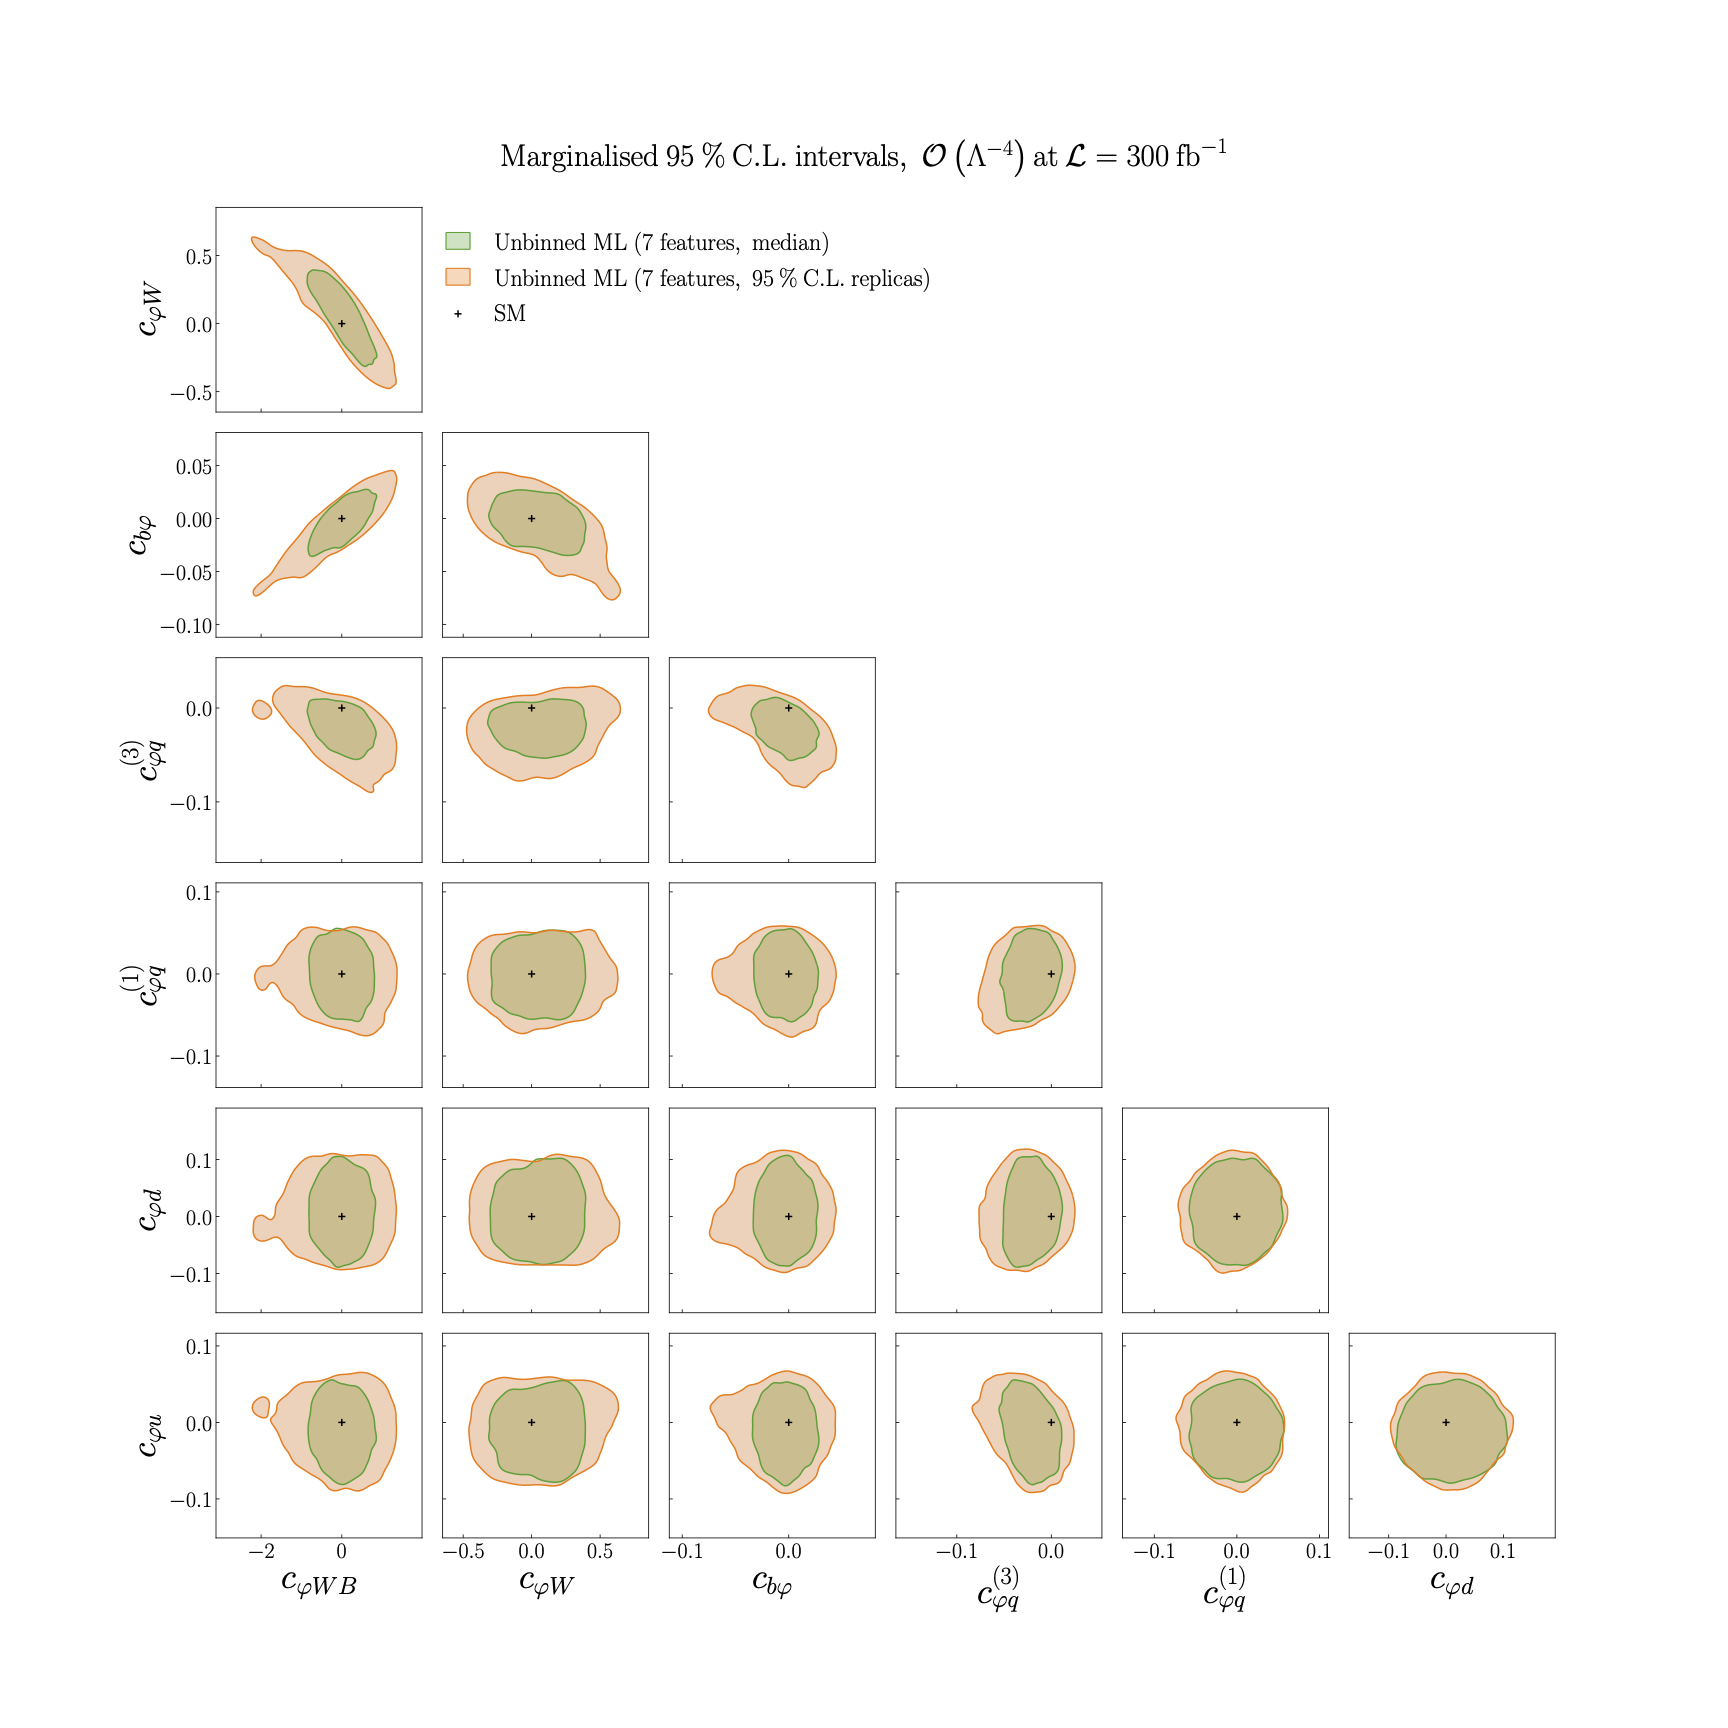 Marginalised 95 % C.L. intervals, 𝒪 (Λ⁻⁴) at ℒ = 300 fb⁻¹
Unbinned ML (7 features, median)
Unbinned ML (7 features, 95 % C.L. replicas)
SM
c_φW
0.5
0.0
−0.5
c_bφ
0.05
0.00
−0.05
−0.10
c_φq^(3)
0.0
−0.1
c_φq^(1)
0.1
0.0
−0.1
c_φd
0.1
0.0
−0.1
c_φu
0.1
0.0
−0.1
−2 0 −0.5 0.0 0.5 −0.1 0.0 −0.1 0.0 −0.1 0.0 0.1 −0.1 0.0 0.1
c_φWB c_φW c_bφ c_φq^(3) c_φq^(1) c_φd